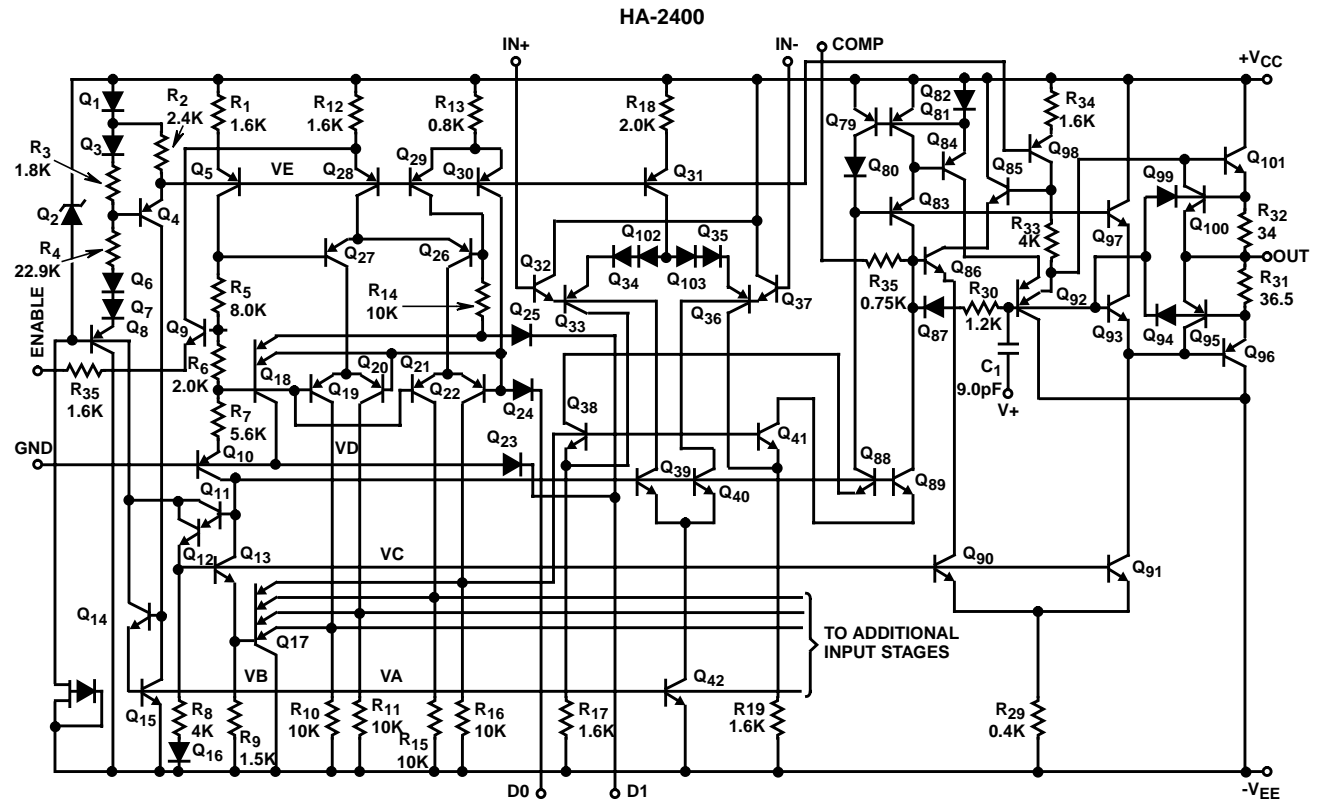 HA-2400
IN+
IN-
COMP
+VCC
Q1
R2
2.4K
R1
1.6K
R12
1.6K
R13
0.8K
R18
2.0K
Q82
Q81
R34
1.6K
Q79
Q3
R3
1.8K
Q84
Q85
Q98
Q101
Q29
Q5
VE
Q28
Q30
Q31
Q80
Q99
Q2
Q4
Q83
R33
4K
Q97
Q100
R32
34
R4
22.9K
Q27
Q26
Q102
Q35
OUT
Q32
Q34
Q103
Q86
R31
36.5
Q6
R5
8.0K
R14
10K
Q37
R35
0.75K
R30
1.2K
Q92
Q7
Q9
Q25
Q33
Q36
Q87
Q93
Q94
Q95
Q96
ENABLE
Q8
R6
2.0K
Q18
Q19
Q20
Q21
Q22
Q24
C1
9.0pF
V+
R35
1.6K
R7
5.6K
Q38
Q41
GND
Q10
VD
Q23
Q39
Q40
Q88
Q89
Q11
Q12
Q13
VC
Q90
Q91
Q14
Q17
TO ADDITIONAL
INPUT STAGES
VB
VA
Q42
Q15
R8
4K
R9
1.5K
R10
10K
R11
10K
R15
10K
R16
10K
R17
1.6K
R19
1.6K
R29
0.4K
Q16
D0
D1
-VEE